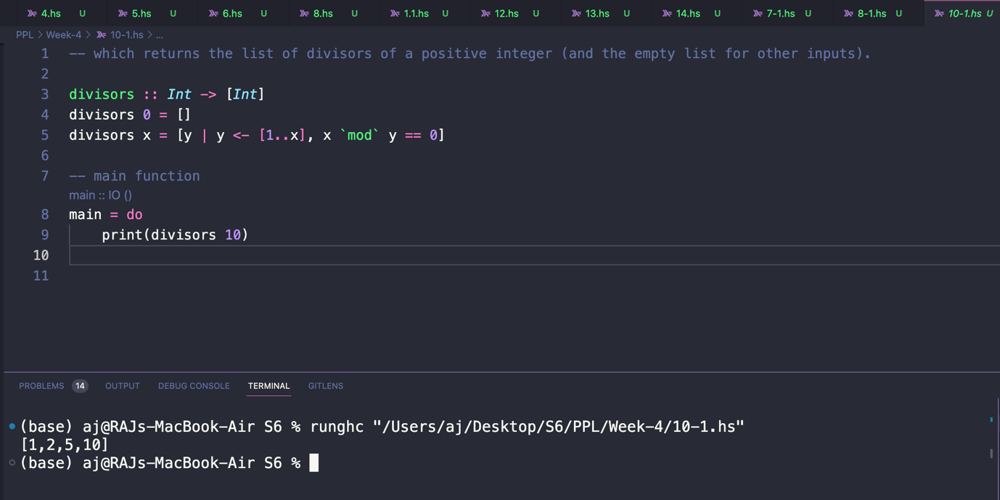 4.hs U 5.hs U 6.hs U 8.hs U 1.1.hs U 12.hs U 13.hs U 14.hs U 7-1.hs U 8-1.hs U 10-1.hs U
PPL > Week-4 > 10-1.hs > ...
1 -- which returns the list of divisors of a positive integer (and the empty list for other inputs).
2
3 divisors :: Int -> [Int]
4 divisors 0 = []
5 divisors x = [y | y <- [1..x], x `mod` y == 0]
6
7 -- main function
main :: IO ()
8 main = do
9     print(divisors 10)
10
11
PROBLEMS 14 OUTPUT DEBUG CONSOLE TERMINAL GITLENS
(base) aj@RAJs-MacBook-Air S6 % runghc "/Users/aj/Desktop/S6/PPL/Week-4/10-1.hs"
[1,2,5,10]
(base) aj@RAJs-MacBook-Air S6 %